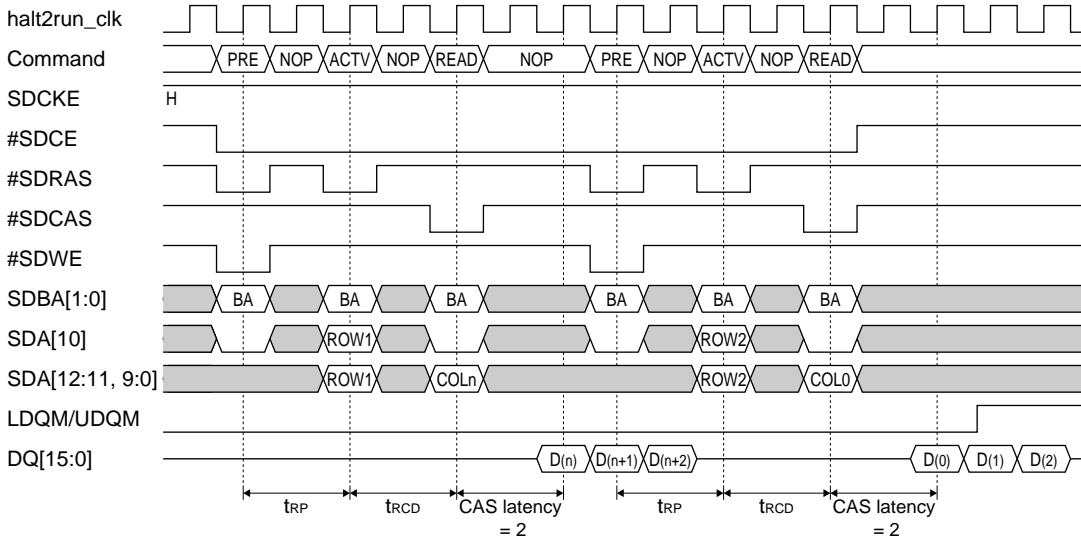 halt2run_clk
Command PRE NOP ACTV NOP READ NOP PRE NOP ACTV NOP READ
SDCKE H
#SDCE
#SDRAS
#SDCAS
#SDWE
SDBA[1:0] BA BA BA BA BA BA
SDA[10] ROW1 ROW2
SDA[12:11, 9:0] ROW1 COLn ROW2 COL0
LDQM/UDQM
DQ[15:0] D(n) D(n+1) D(n+2) D(0) D(1) D(2)
tRP tRCD CAS latency tRP tRCD CAS latency
= 2 = 2